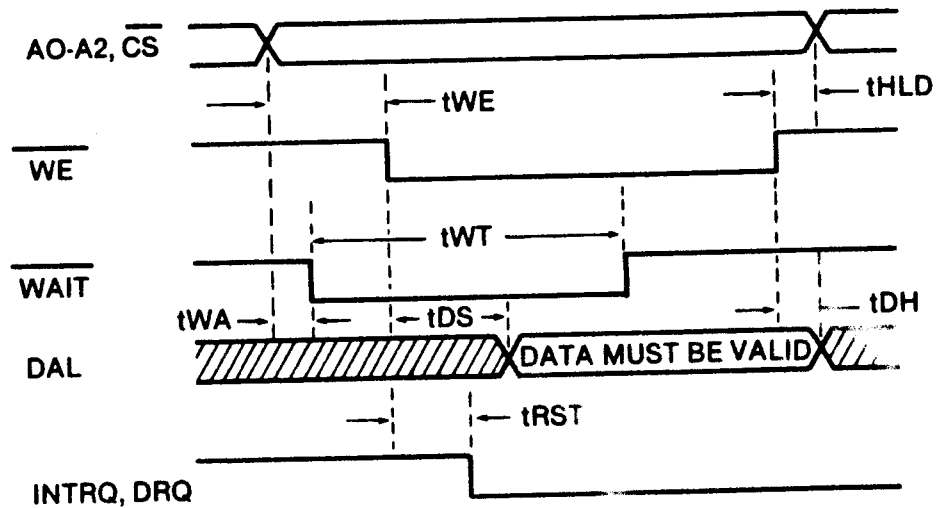 AO-A2, CS
tWE
tHLD
WE
tWT
WAIT
tWA
tDS
tDH
DAL
DATA MUST BE VALID
tRST
INTRQ, DRQ